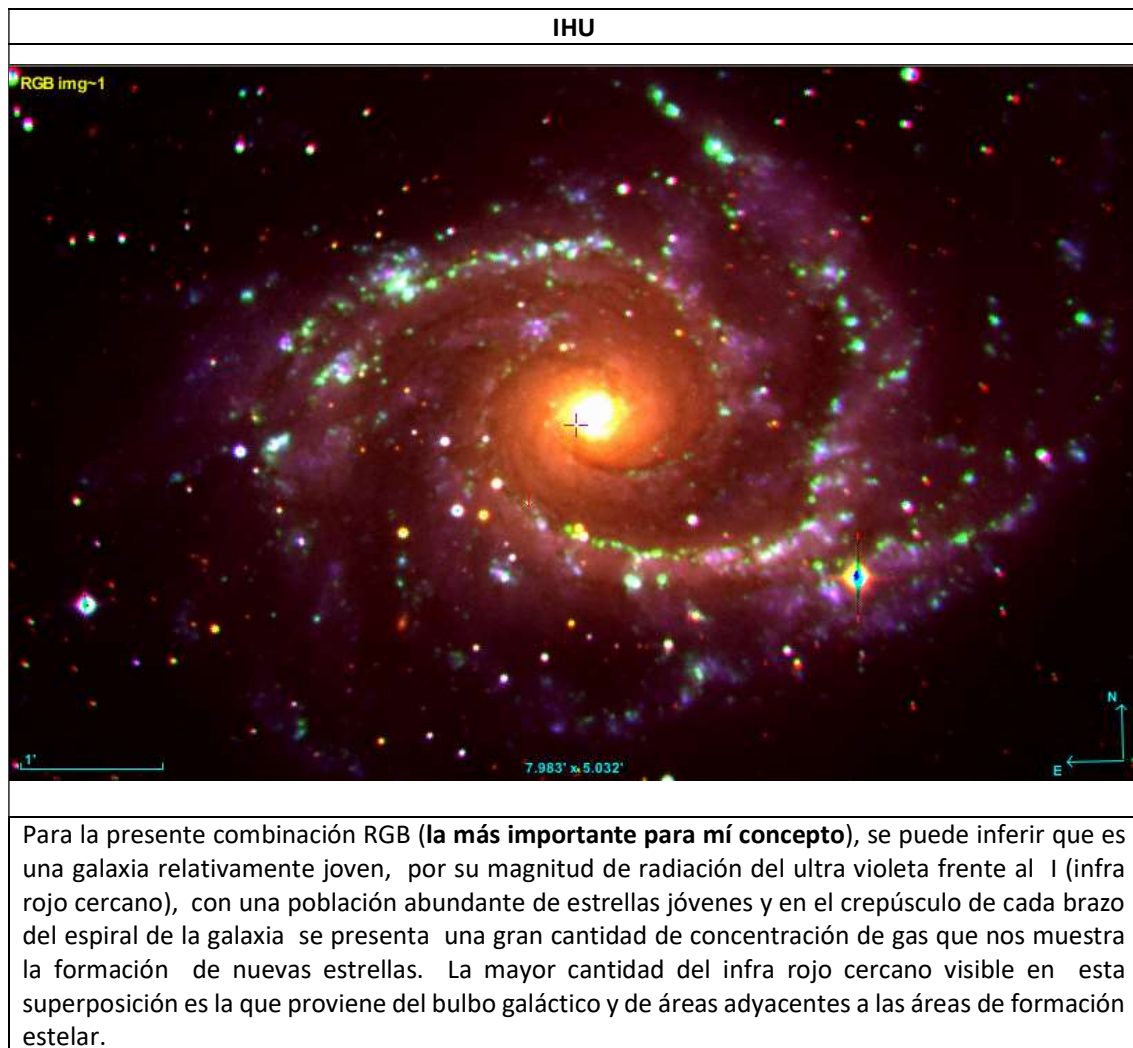 IHU
RGB img~1
N
1'
7.983' x 5.032'
E
Para la presente combinación RGB (la más importante para mí concepto), se puede inferir que es
una galaxia relativamente joven, por su magnitud de radiación del ultra violeta frente al I (infra
rojo cercano), con una población abundante de estrellas jóvenes y en el crepúsculo de cada brazo
del espiral de la galaxia se presenta una gran cantidad de concentración de gas que nos muestra
la formación de nuevas estrellas. La mayor cantidad del infra rojo cercano visible en esta
superposición es la que proviene del bulbo galáctico y de áreas adyacentes a las áreas de formación
estelar.